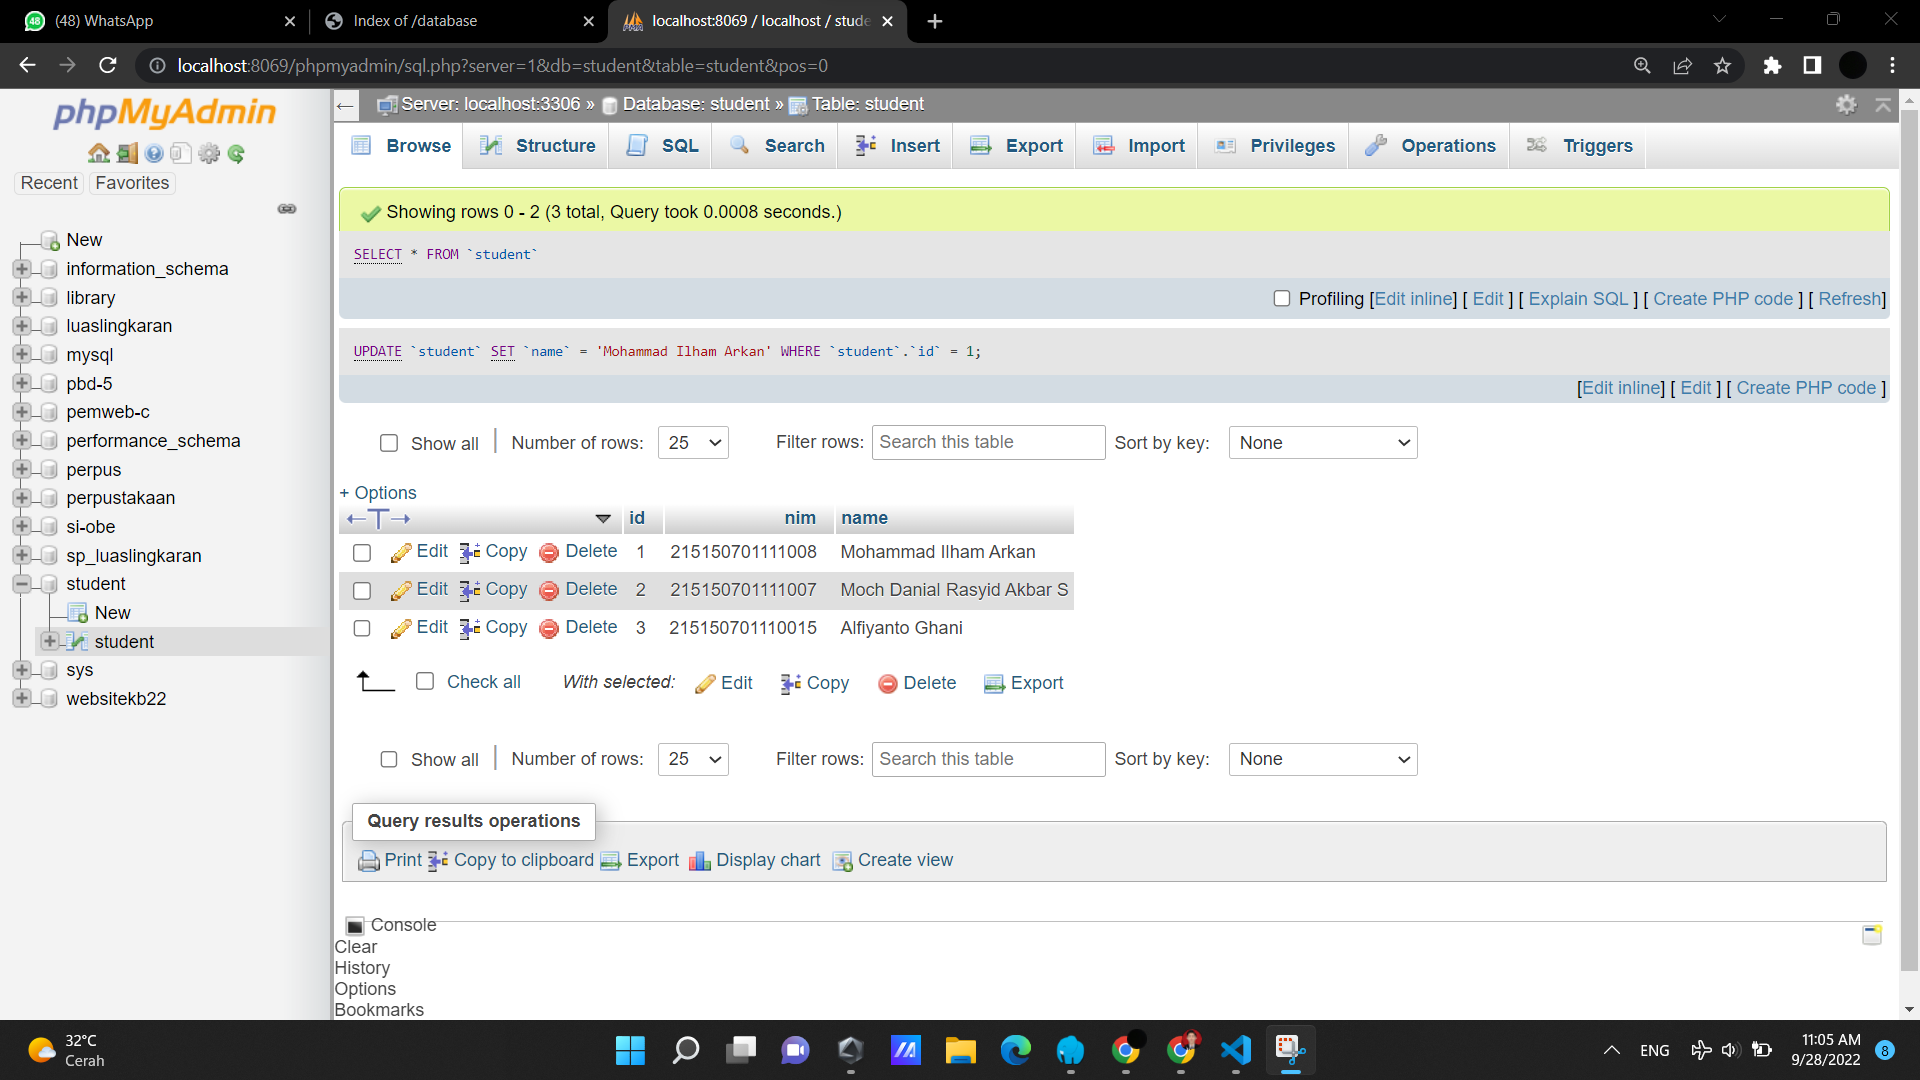 (48) WhatsApp
Index of /database
localhost:8069 / localhost / stude
localhost:8069/phpmyadmin/sql.php?server=1&db=student&table=student&pos=0
phpMyAdmin
Recent
Favorites
New
information_schema
library
luaslingkaran
mysql
pbd-5
pemweb-c
performance_schema
perpus
perpustakaan
si-obe
sp_luaslingkaran
student
New
student
sys
websitekb22
Server: localhost:3306 » Database: student » Table: student
Browse Structure SQL Search Insert Export Import Privileges Operations Triggers
Showing rows 0 - 2 (3 total, Query took 0.0008 seconds.)
SELECT * FROM `student`
Profiling [Edit inline] [ Edit ] [ Explain SQL ] [ Create PHP code ] [ Refresh]
UPDATE `student` SET `name` = 'Mohammad Ilham Arkan' WHERE `student`.`id` = 1;
[Edit inline] [ Edit ] [ Create PHP code ]
Show all | Number of rows: 25 Filter rows: Search this table Sort by key: None
+ Options
←T→ id nim name
Edit Copy Delete 1 215150701111008 Mohammad Ilham Arkan
Edit Copy Delete 2 215150701111007 Moch Danial Rasyid Akbar S
Edit Copy Delete 3 215150701110015 Alfiyanto Ghani
Check all With selected: Edit Copy Delete Export
Show all | Number of rows: 25 Filter rows: Search this table Sort by key: None
Query results operations
Print Copy to clipboard Export Display chart Create view
Console
Clear
History
Options
Bookmarks
32°C
Cerah
ENG
11:05 AM
9/28/2022
8